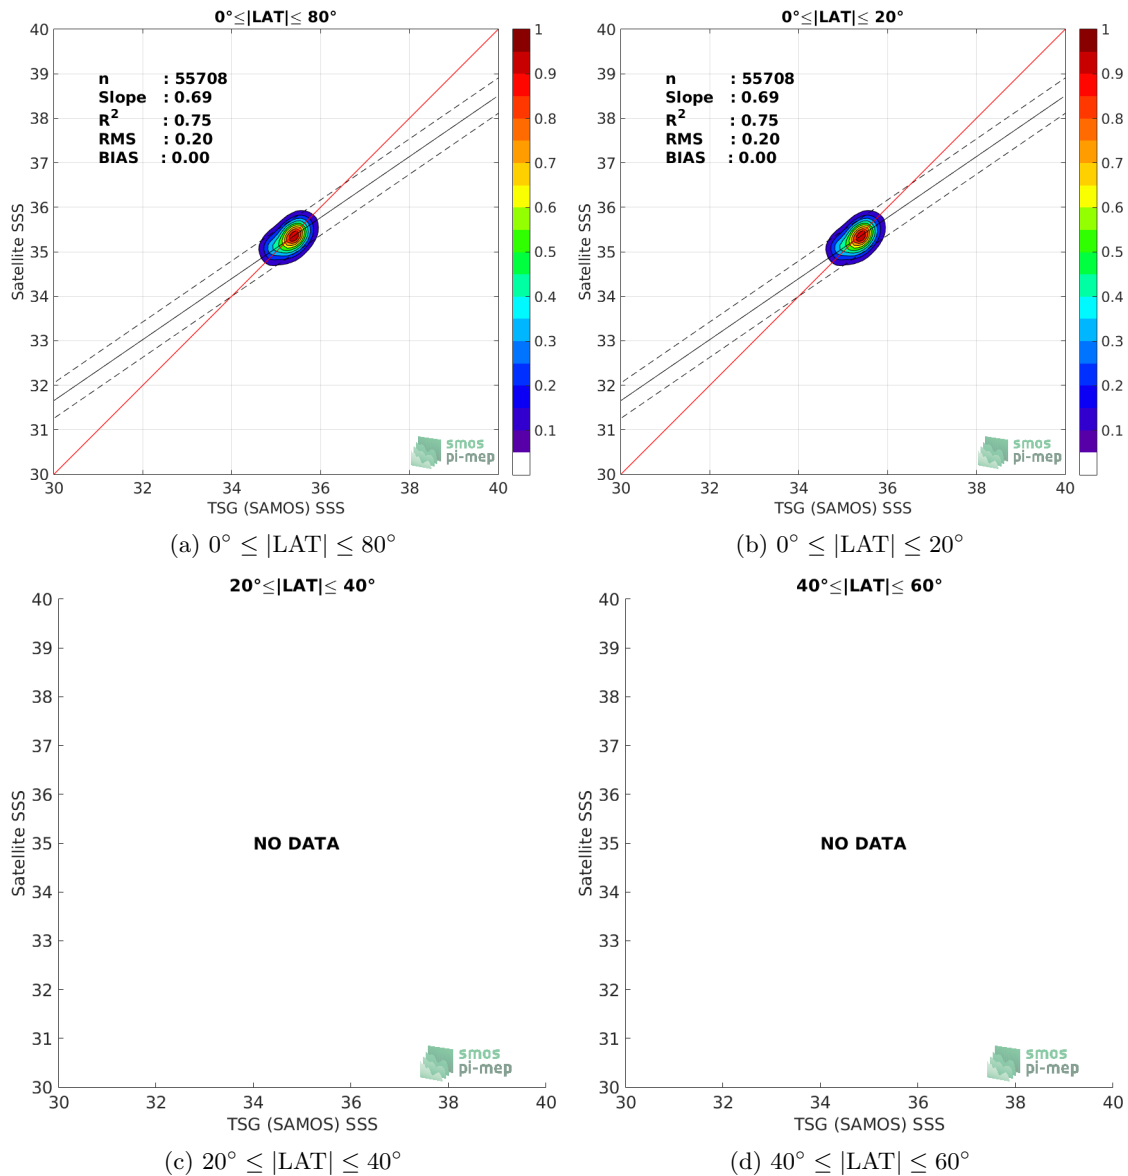 0°≤|LAT|≤ 80°
40
39
38
37
36
35
34
33
32
31
30
Satellite SSS
n : 55708
Slope : 0.69
R2 : 0.75
RMS : 0.20
BIAS : 0.00
smos
pi-mep
30 32 34 36 38 40
TSG (SAMOS) SSS
1
0.9
0.8
0.7
0.6
0.5
0.4
0.3
0.2
0.1
(a) 0° ≤ |LAT| ≤ 80°
0°≤|LAT|≤ 20°
40
39
38
37
36
35
34
33
32
31
30
Satellite SSS
n : 55708
Slope : 0.69
R2 : 0.75
RMS : 0.20
BIAS : 0.00
smos
pi-mep
30 32 34 36 38 40
TSG (SAMOS) SSS
1
0.9
0.8
0.7
0.6
0.5
0.4
0.3
0.2
0.1
(b) 0° ≤ |LAT| ≤ 20°
20°≤|LAT|≤ 40°
40
39
38
37
36
35
34
33
32
31
30
Satellite SSS
NO DATA
smos
pi-mep
30 32 34 36 38 40
TSG (SAMOS) SSS
(c) 20° ≤ |LAT| ≤ 40°
40°≤|LAT|≤ 60°
40
39
38
37
36
35
34
33
32
31
30
Satellite SSS
NO DATA
smos
pi-mep
30 32 34 36 38 40
TSG (SAMOS) SSS
(d) 40° ≤ |LAT| ≤ 60°